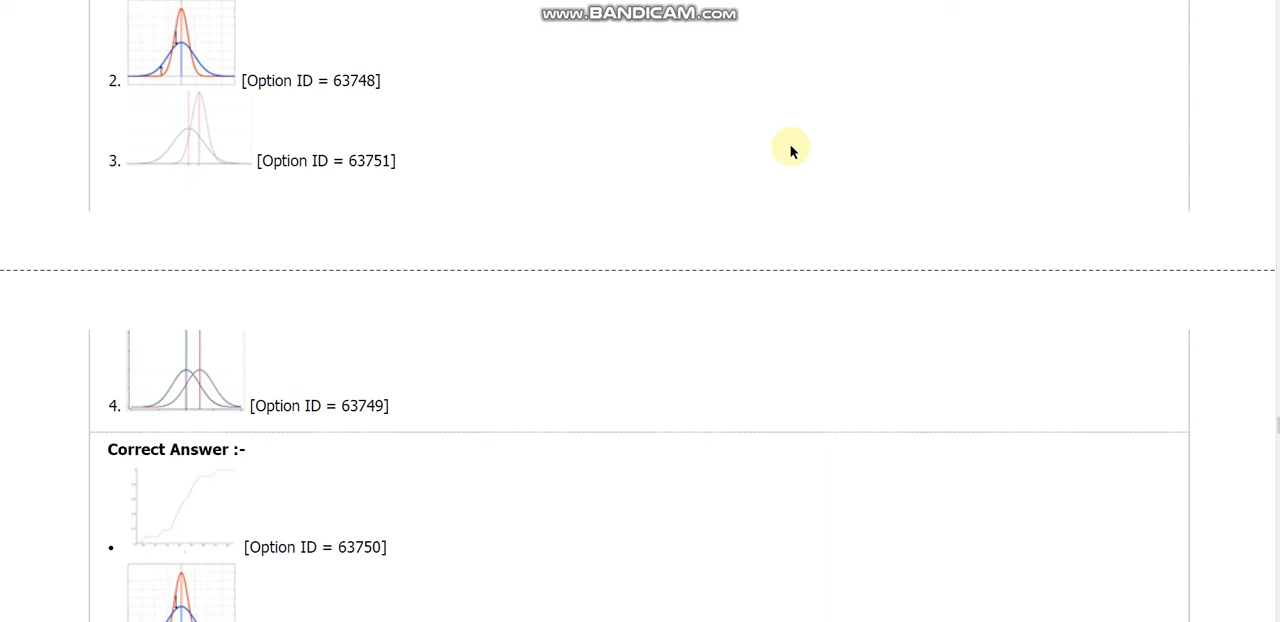 www.BANDICAM.com
2. [Option ID = 63748]
3. [Option ID = 63751]
4. [Option ID = 63749]
Correct Answer :-
• [Option ID = 63750]